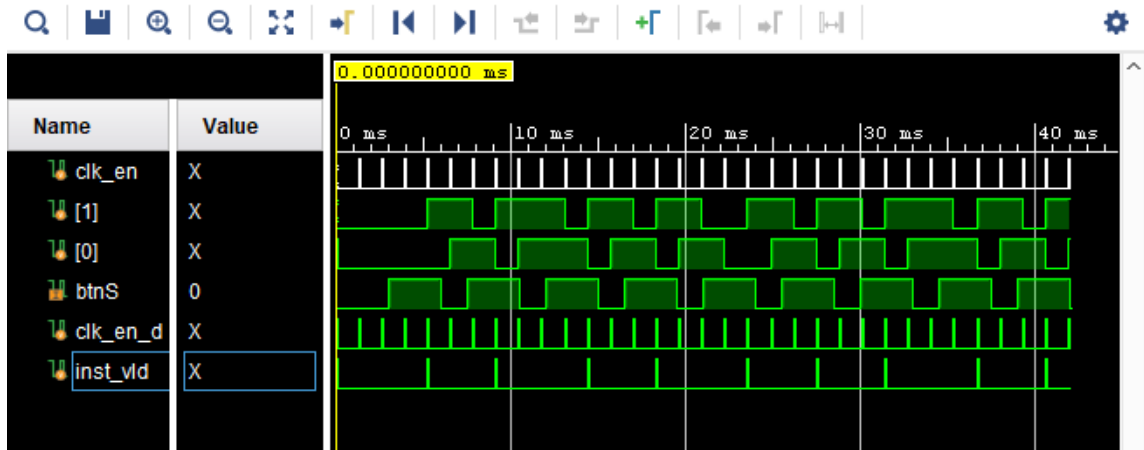 0.000000000 ms
Name Value
0 ms 10 ms 20 ms 30 ms 40 ms
clk_en X
[1] X
[0] X
btnS 0
clk_en_d X
inst_vld X